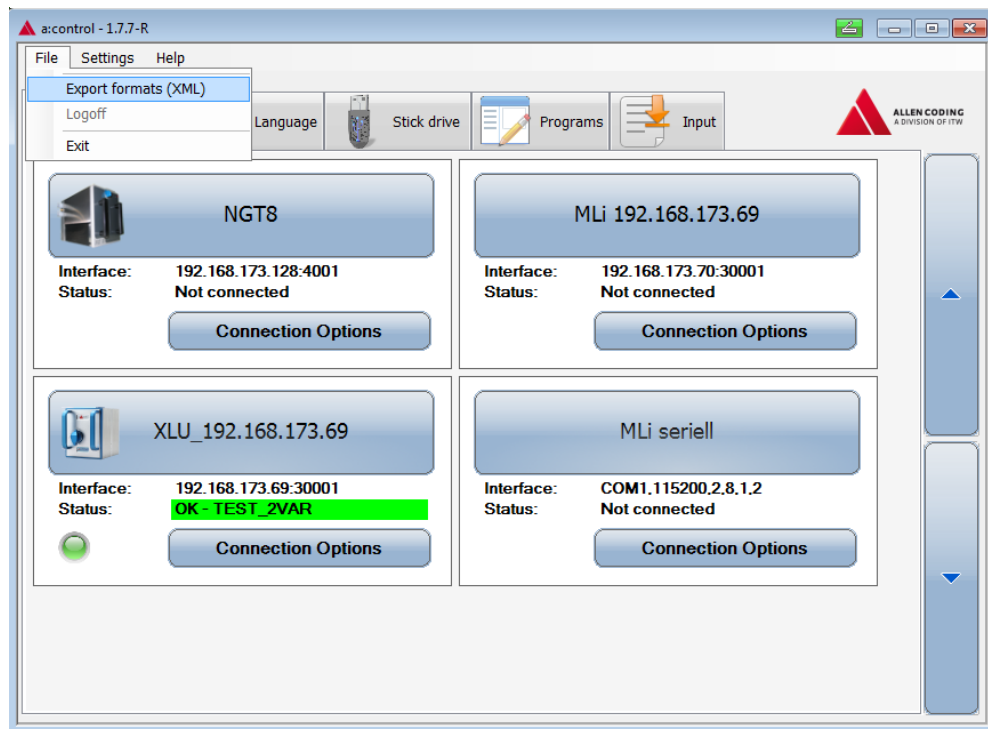 a:control - 1.7.7-R
File Settings Help
Export formats (XML)
Logoff
Exit
Language
Stick drive
Programs
Input
ALLEN CODING
A DIVISION OF ITW
NGT8
Interface: 192.168.173.128:4001
Status: Not connected
Connection Options
MLi 192.168.173.69
Interface: 192.168.173.70:30001
Status: Not connected
Connection Options
XLU_192.168.173.69
Interface: 192.168.173.69:30001
Status: OK - TEST_2VAR
Connection Options
MLi seriell
Interface: COM1,115200,2,8,1,2
Status: Not connected
Connection Options